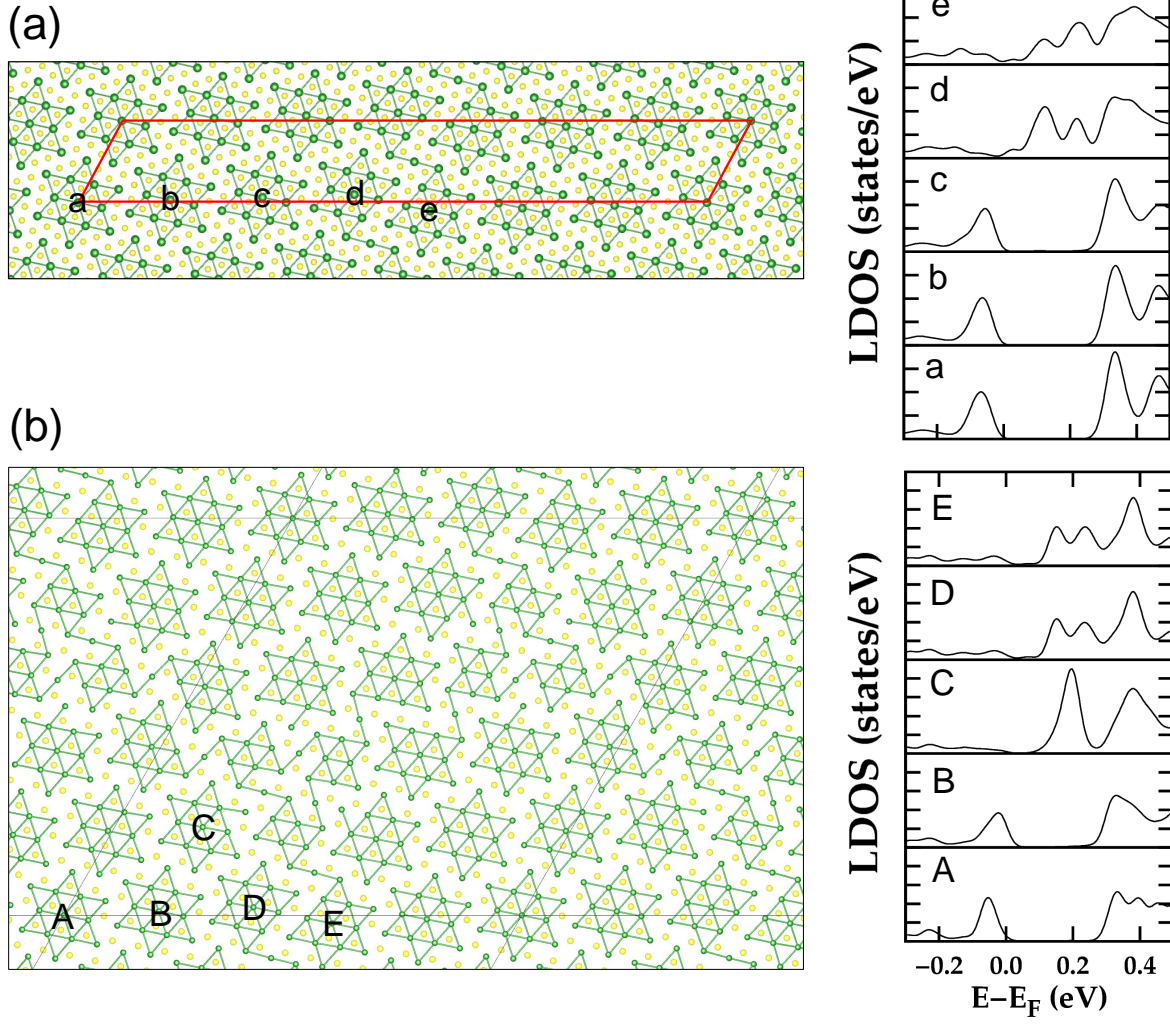 (a)
a
b
c
d
e
LDOS (states/eV)
e
d
c
b
a
(b)
A
B
C
D
E
LDOS (states/eV)
E
D
C
B
A
−0.2 0.0 0.2 0.4
E−EF (eV)